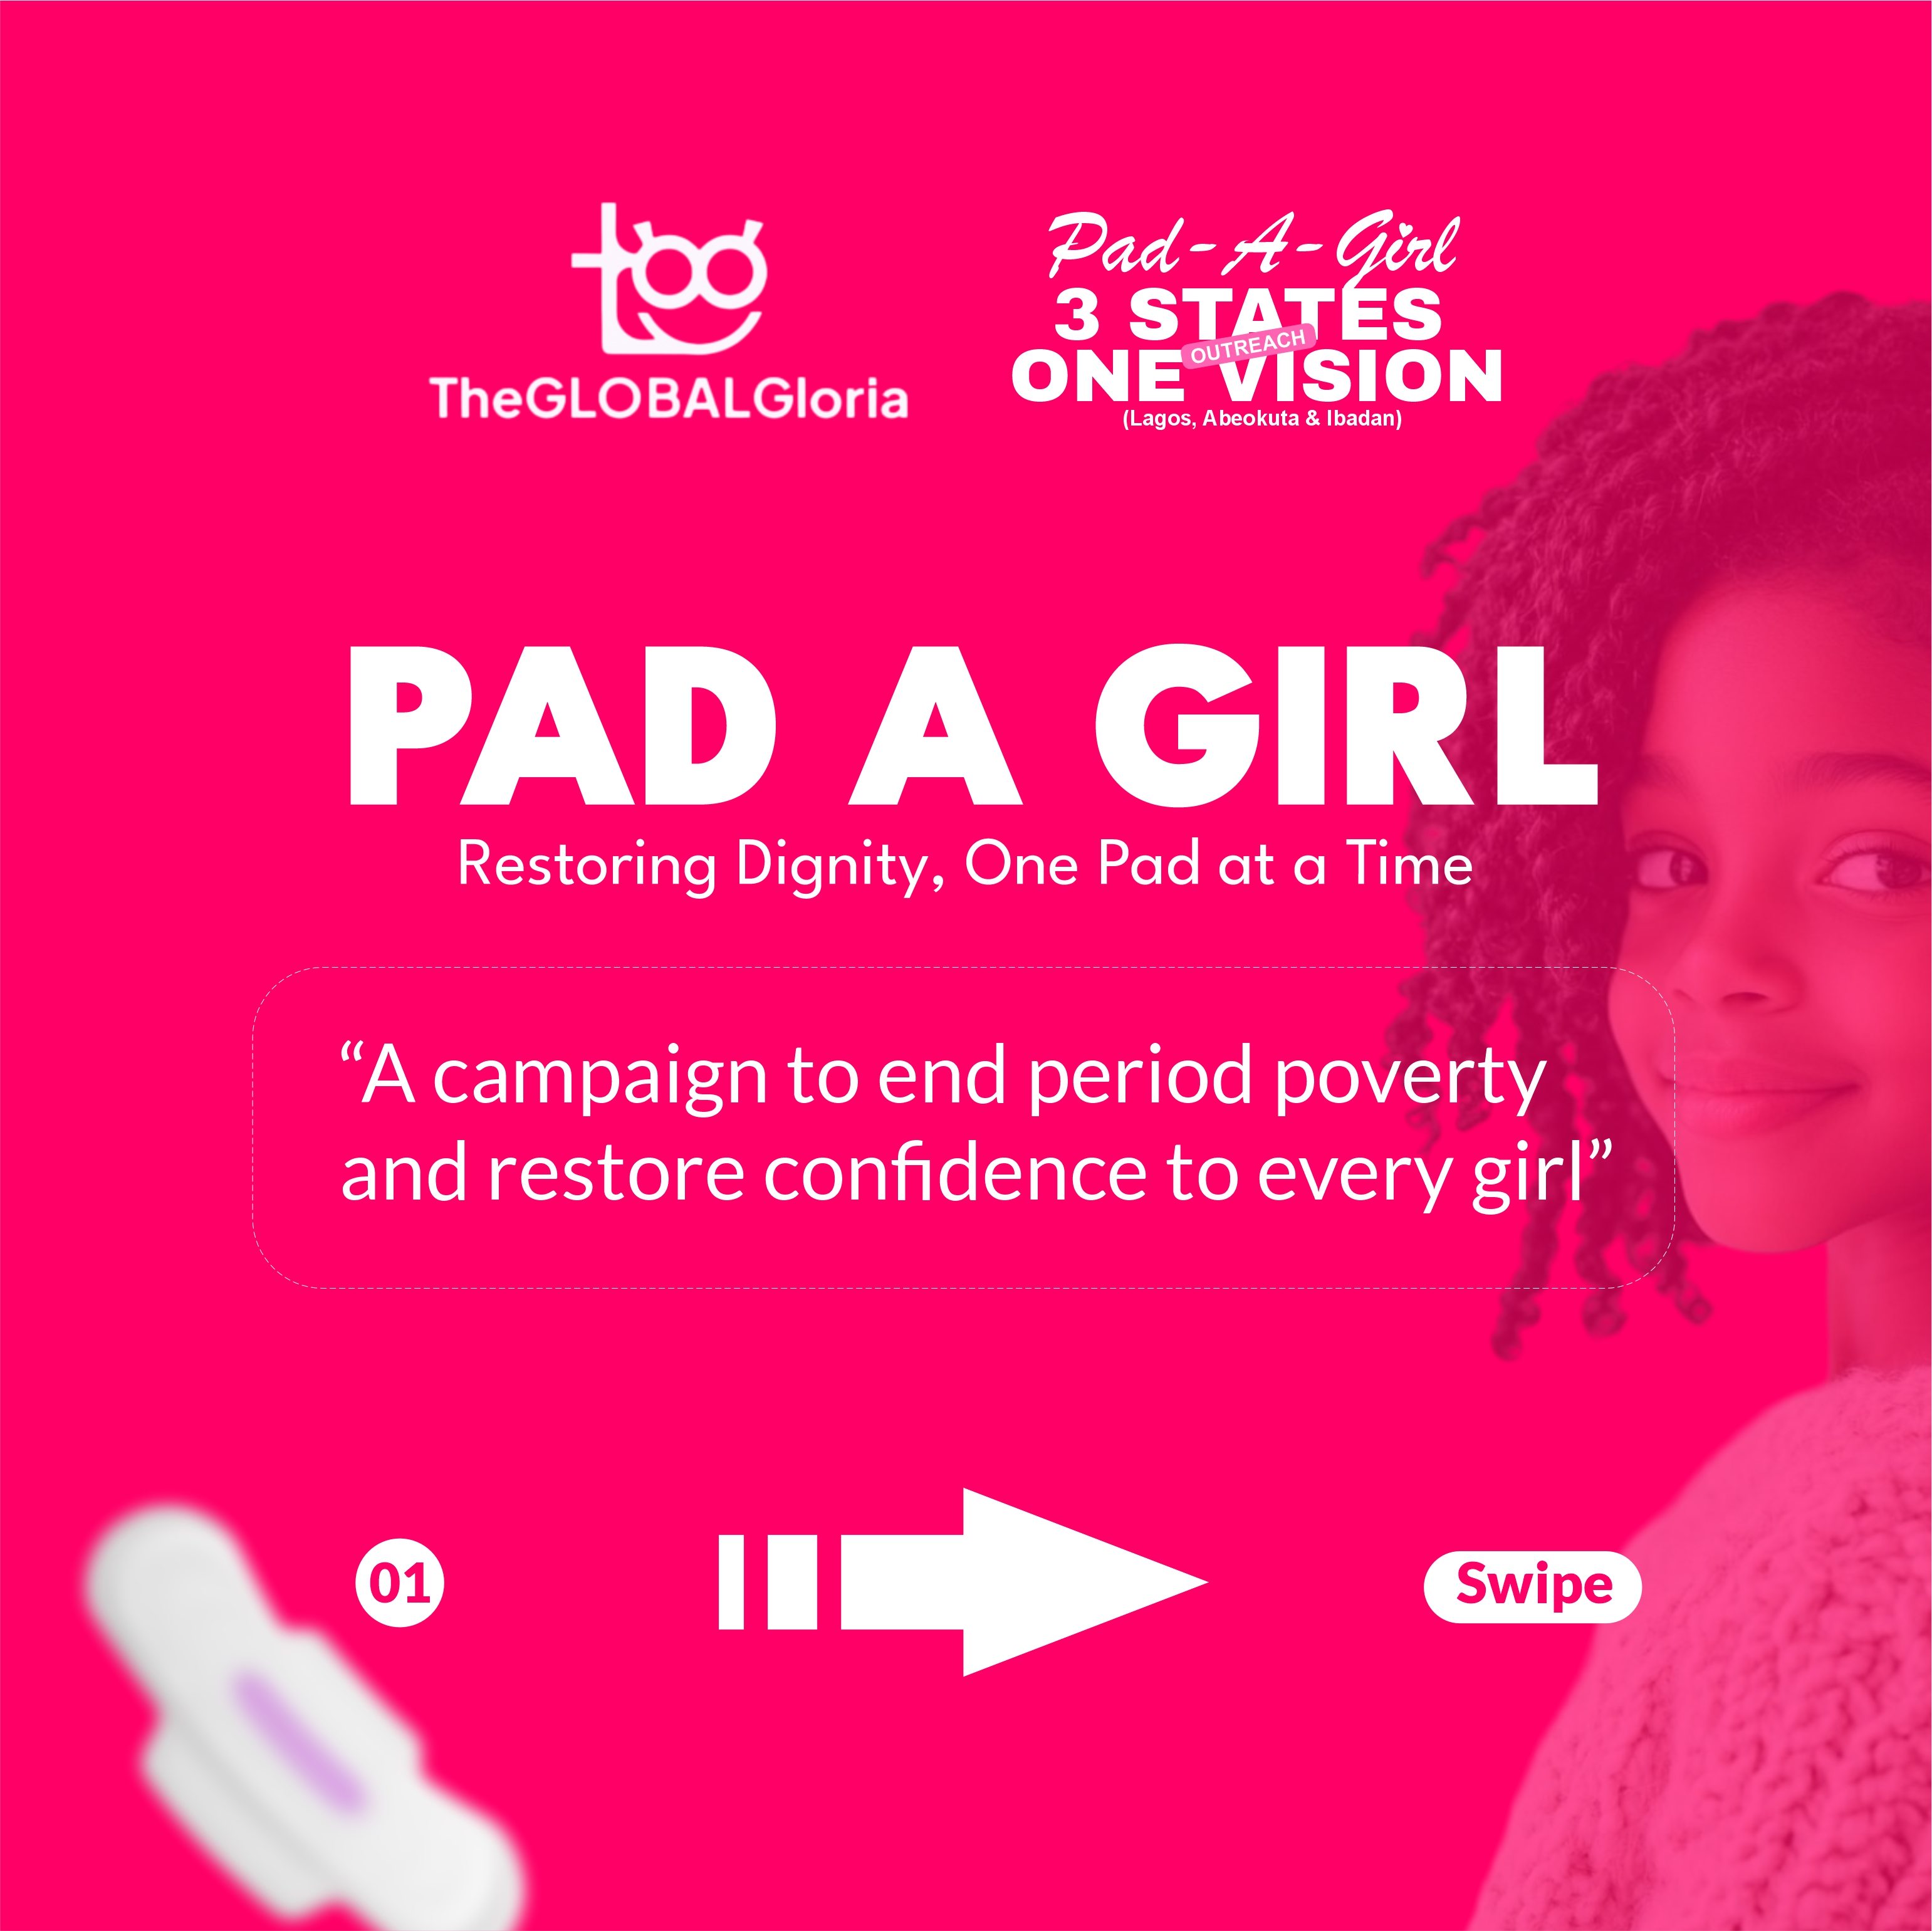 TheGLOBALGloria
Pad-A-Girl
3 STATES
OUTREACH
ONE VISION
(Lagos, Abeokuta & Ibadan)
PAD A GIRL
Restoring Dignity, One Pad at a Time
“A campaign to end period poverty
and restore confidence to every girl”
01
Swipe